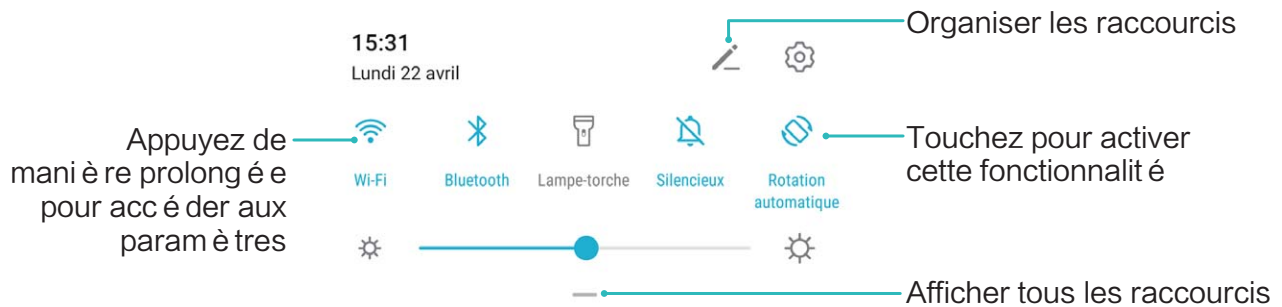 Organiser les raccourcis
15:31
Lundi 22 avril
Appuyez de
mani è re prolong é e
pour acc é der aux
param è tres
Touchez pour activer
cette fonctionnalit é
Wi-Fi
Bluetooth
Lampe-torche
Silencieux
Rotation
automatique
Afficher tous les raccourcis